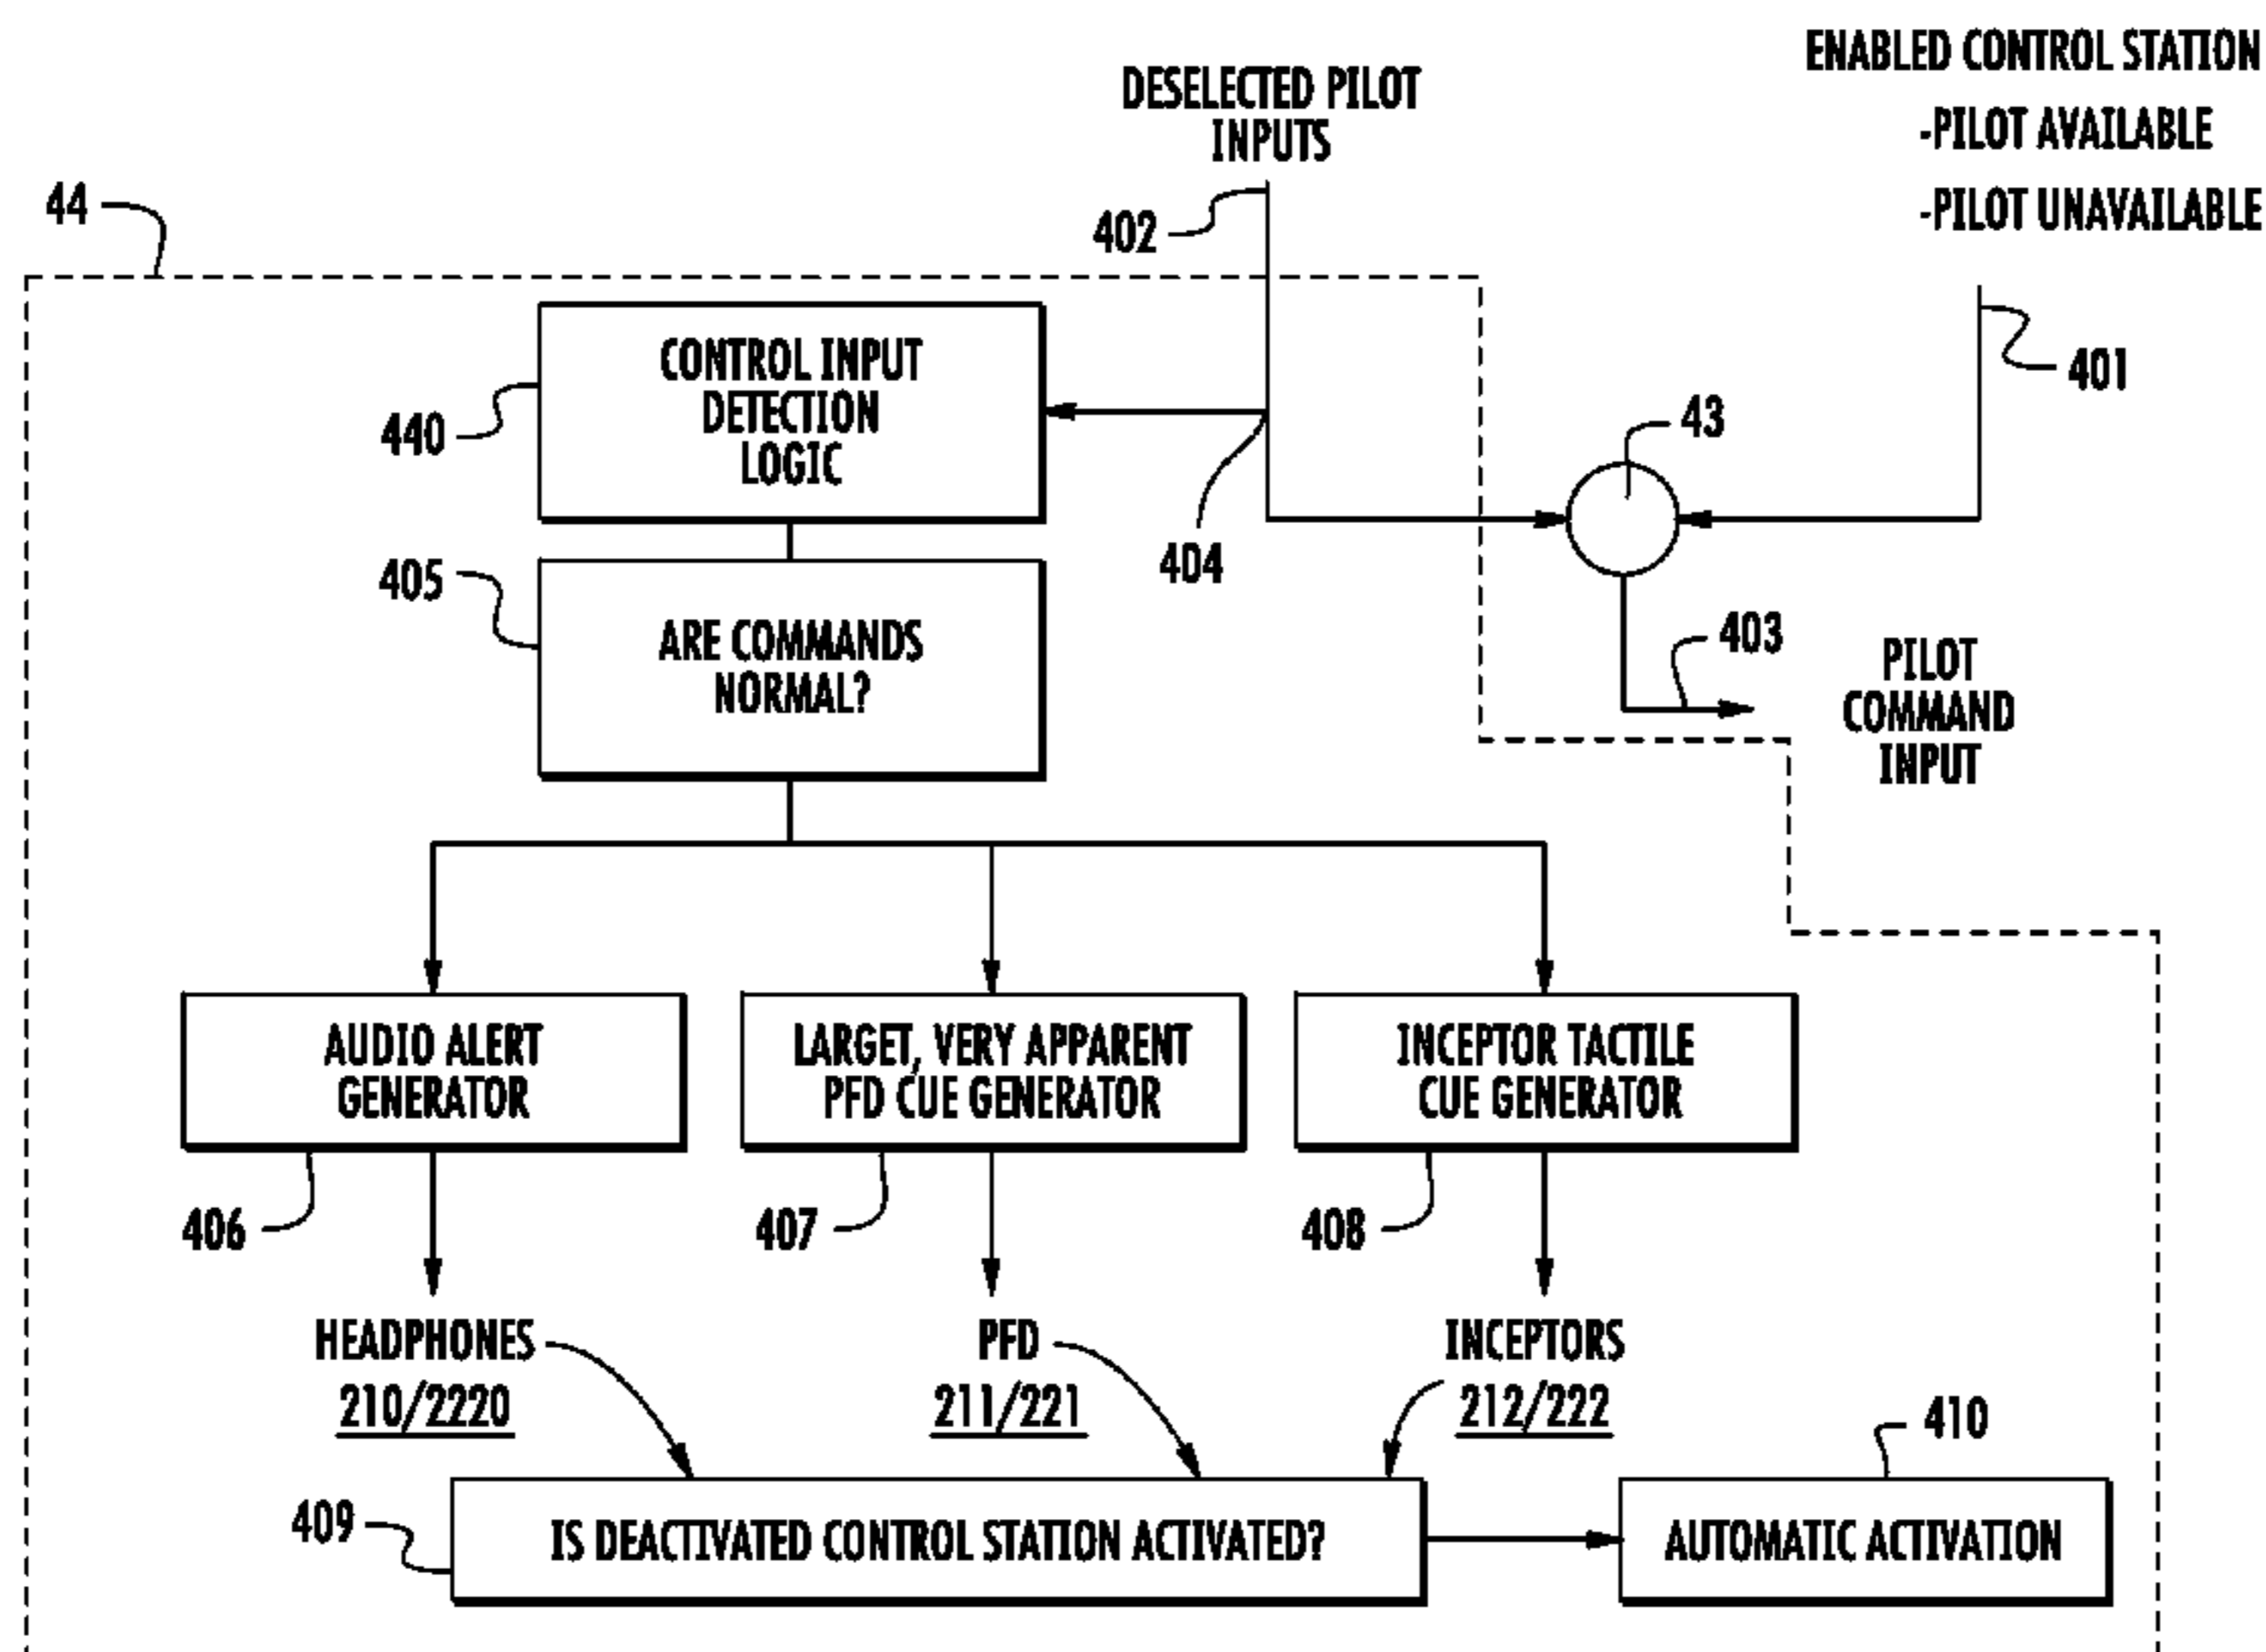 ENABLED CONTROL STATION
-PILOT AVAILABLE
-PILOT UNAVAILABLE
DESELECTED PILOT
INPUTS
44
402
401
CONTROL INPUT
DETECTION
LOGIC
440
43
404
405
ARE COMMANDS
NORMAL?
403
PILOT
COMMAND
INPUT
AUDIO ALERT
GENERATOR
LARGET, VERY APPARENT
PFD CUE GENERATOR
INCEPTOR TACTILE
CUE GENERATOR
406
407
408
HEADPHONES
210/2220
PFD
211/221
INCEPTORS
212/222
410
409
IS DEACTIVATED CONTROL STATION ACTIVATED?
AUTOMATIC ACTIVATION